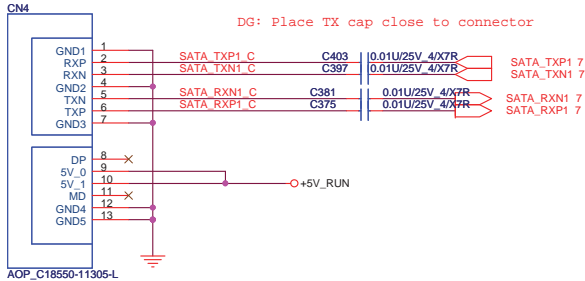 CN4
DG: Place TX cap close to connector
GND1 1
RXP 2 SATA_TXP1_C C403 0.01U/25V_4/X7R SATA_TXP1 7
RXN 3 SATA_TXN1_C C397 0.01U/25V_4/X7R SATA_TXN1 7
GND2 4
TXN 5 SATA_RXN1_C C381 0.01U/25V_4/X7R SATA_RXN1 7
TXP 6 SATA_RXP1_C C375 0.01U/25V_4/X7R SATA_RXP1 7
GND3 7
DP 8
5V_0 9
5V_1 10 +5V_RUN
MD 11
GND4 12
GND5 13
AOP_C18550-11305-L